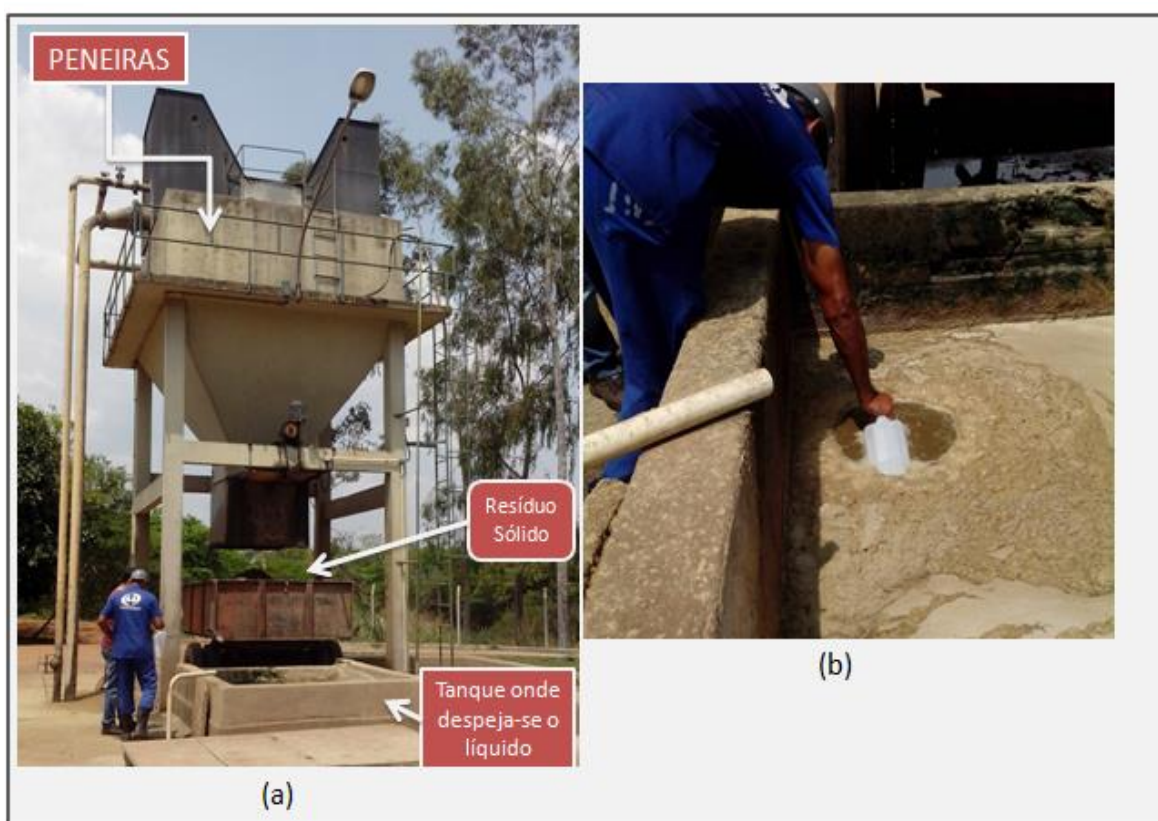 PENEIRAS
Resíduo
Sólido
Tanque onde
despeja-se o
líquido
(a)
(b)